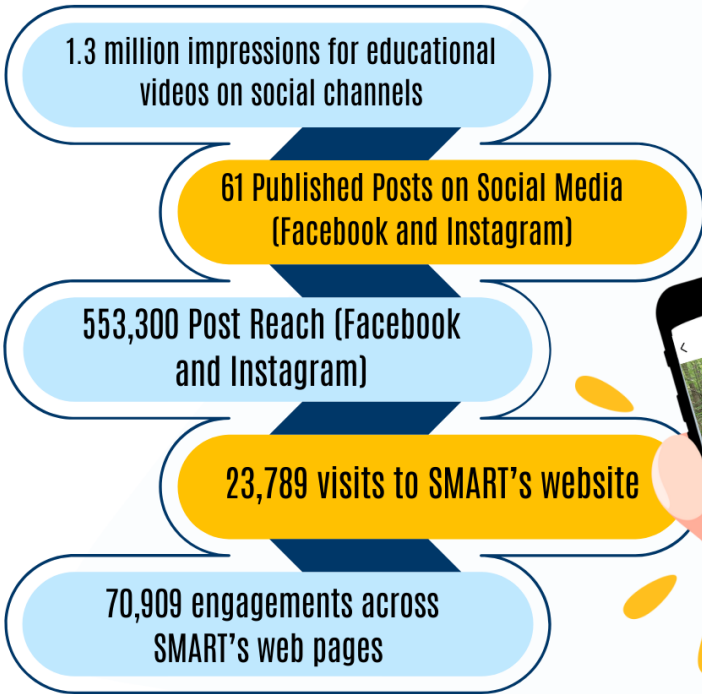 1.3 million impressions for educational
videos on social channels
61 Published Posts on Social Media
(Facebook and Instagram)
553,300 Post Reach (Facebook
and Instagram)
23,789 visits to SMART’s website
70,909 engagements across
SMART’s web pages